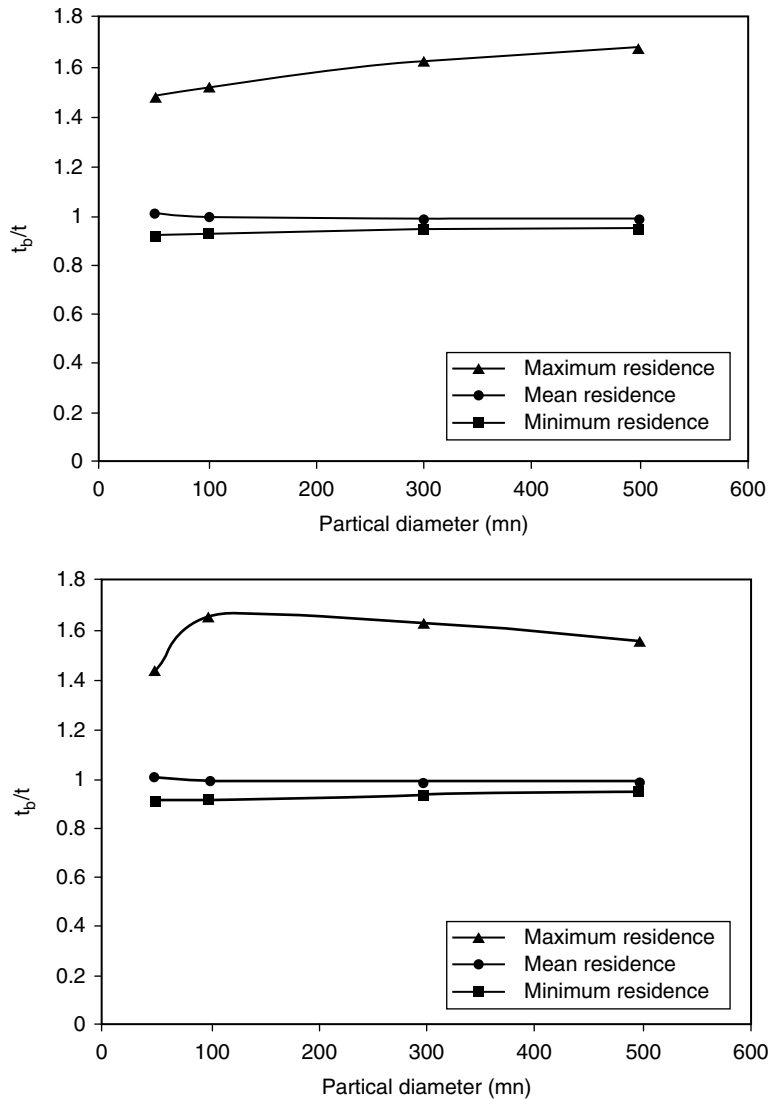 1.8
1.6
1.4
1.2
1
0.8
0.6
0.4
0.2
0
t_b/t
Maximum residence
Mean residence
Minimum residence
0 100 200 300 400 500 600
Partical diameter (mn)
1.8
1.6
1.4
1.2
1
0.8
0.6
0.4
0.2
0
t_b/t
Maximum residence
Mean residence
Minimum residence
0 100 200 300 400 500 600
Partical diameter (mn)